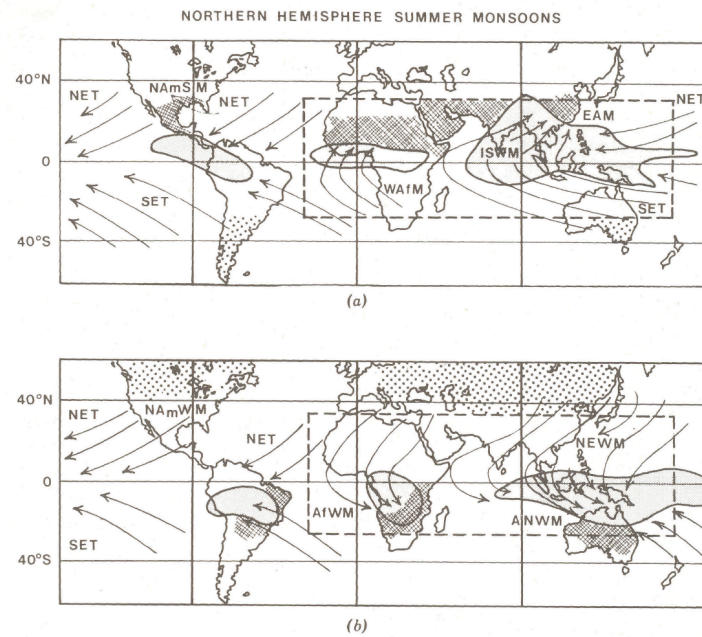 NORTHERN HEMISPHERE SUMMER MONSOONS
40°N
NET
NAmSM
NET
EAM
NET
ISWM
0
WAfM
SET
SET
40°S
(a)
40°N
NET
NAmWM
NET
NEWM
0
AfWM
ANWM
SET
40°S
(b)